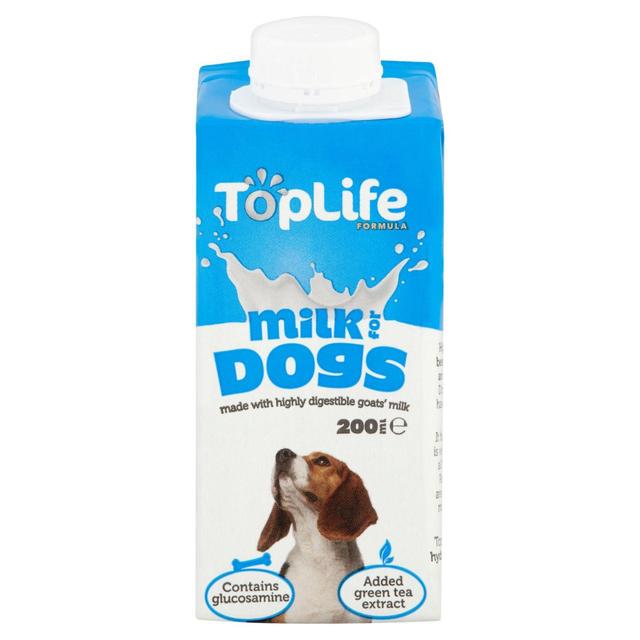 TopLife
FORMULA
milk for
DOGS
made with highly digestible goats' milk
200ml ℮
Contains
glucosamine
Added
green tea
extract